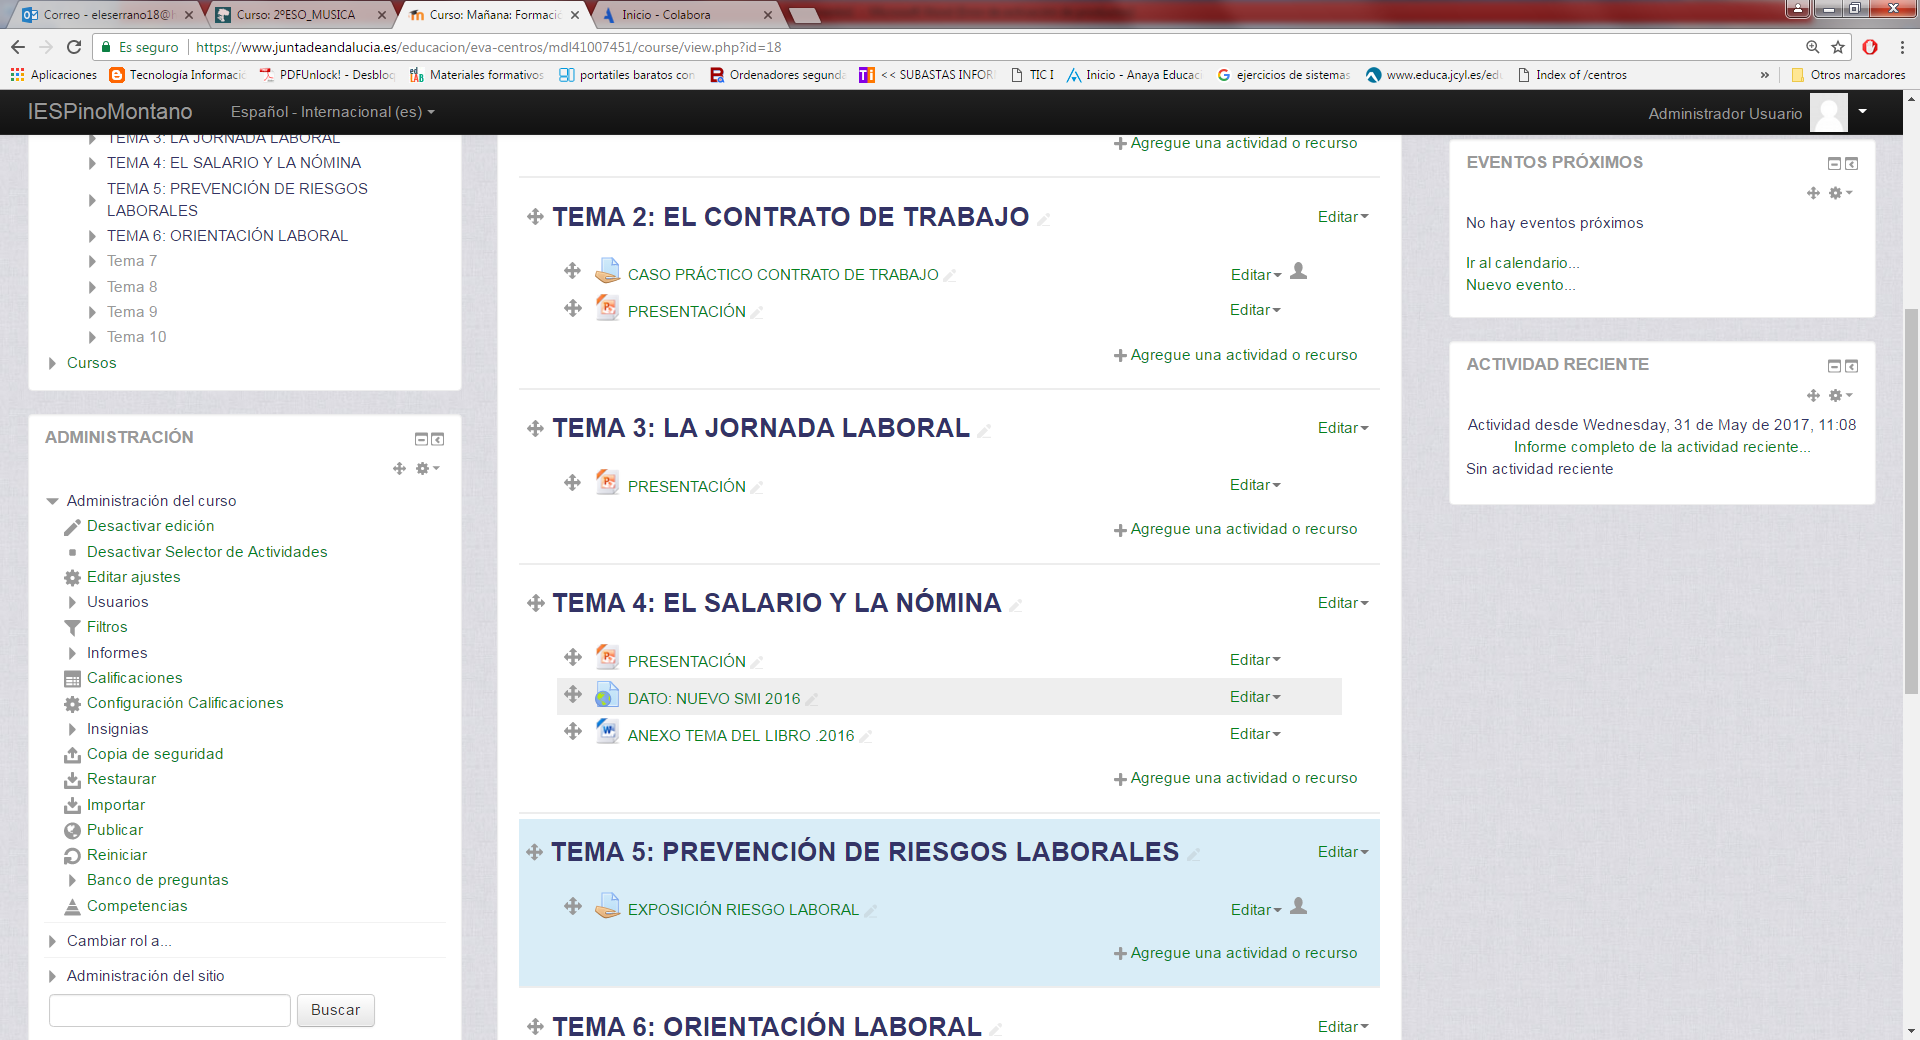 Correo - eleserrano18@
Curso: 2ºESO_MUSICA
Curso: Mañana: Formació
Inicio - Colabora
Es seguro
https://www.juntadeandalucia.es/educacion/eva-centros/mdl41007451/course/view.php?id=18
Aplicaciones
Tecnología Informaci
PDFUnlock! - Desbloq
Materiales formativos
portatiles baratos con
Ordenadores segunda
<< SUBASTAS INFOR
TIC I
Inicio - Anaya Educac
ejercicios de sistemas
www.educa.jcyl.es/edu
Index of /centros
»
Otros marcadores
IESPinoMontano
Español - Internacional (es)
Administrador Usuario
TEMA 3: LA JORNADA LABORAL
TEMA 4: EL SALARIO Y LA NÓMINA
TEMA 5: PREVENCIÓN DE RIESGOS
LABORALES
TEMA 6: ORIENTACIÓN LABORAL
Tema 7
Tema 8
Tema 9
Tema 10
Cursos
ADMINISTRACIÓN
Administración del curso
Desactivar edición
Desactivar Selector de Actividades
Editar ajustes
Usuarios
Filtros
Informes
Calificaciones
Configuración Calificaciones
Insignias
Copia de seguridad
Restaurar
Importar
Publicar
Reiniciar
Banco de preguntas
Competencias
Cambiar rol a...
Administración del sitio
Buscar
Agregue una actividad o recurso
TEMA 2: EL CONTRATO DE TRABAJO
Editar
CASO PRÁCTICO CONTRATO DE TRABAJO
Editar
PRESENTACIÓN
Editar
Agregue una actividad o recurso
TEMA 3: LA JORNADA LABORAL
Editar
PRESENTACIÓN
Editar
Agregue una actividad o recurso
TEMA 4: EL SALARIO Y LA NÓMINA
Editar
PRESENTACIÓN
Editar
DATO: NUEVO SMI 2016
Editar
ANEXO TEMA DEL LIBRO .2016
Editar
Agregue una actividad o recurso
TEMA 5: PREVENCIÓN DE RIESGOS LABORALES
Editar
EXPOSICIÓN RIESGO LABORAL
Editar
Agregue una actividad o recurso
TEMA 6: ORIENTACIÓN LABORAL
Editar
EVENTOS PRÓXIMOS
No hay eventos próximos
Ir al calendario...
Nuevo evento...
ACTIVIDAD RECIENTE
Actividad desde Wednesday, 31 de May de 2017, 11:08
Informe completo de la actividad reciente...
Sin actividad reciente